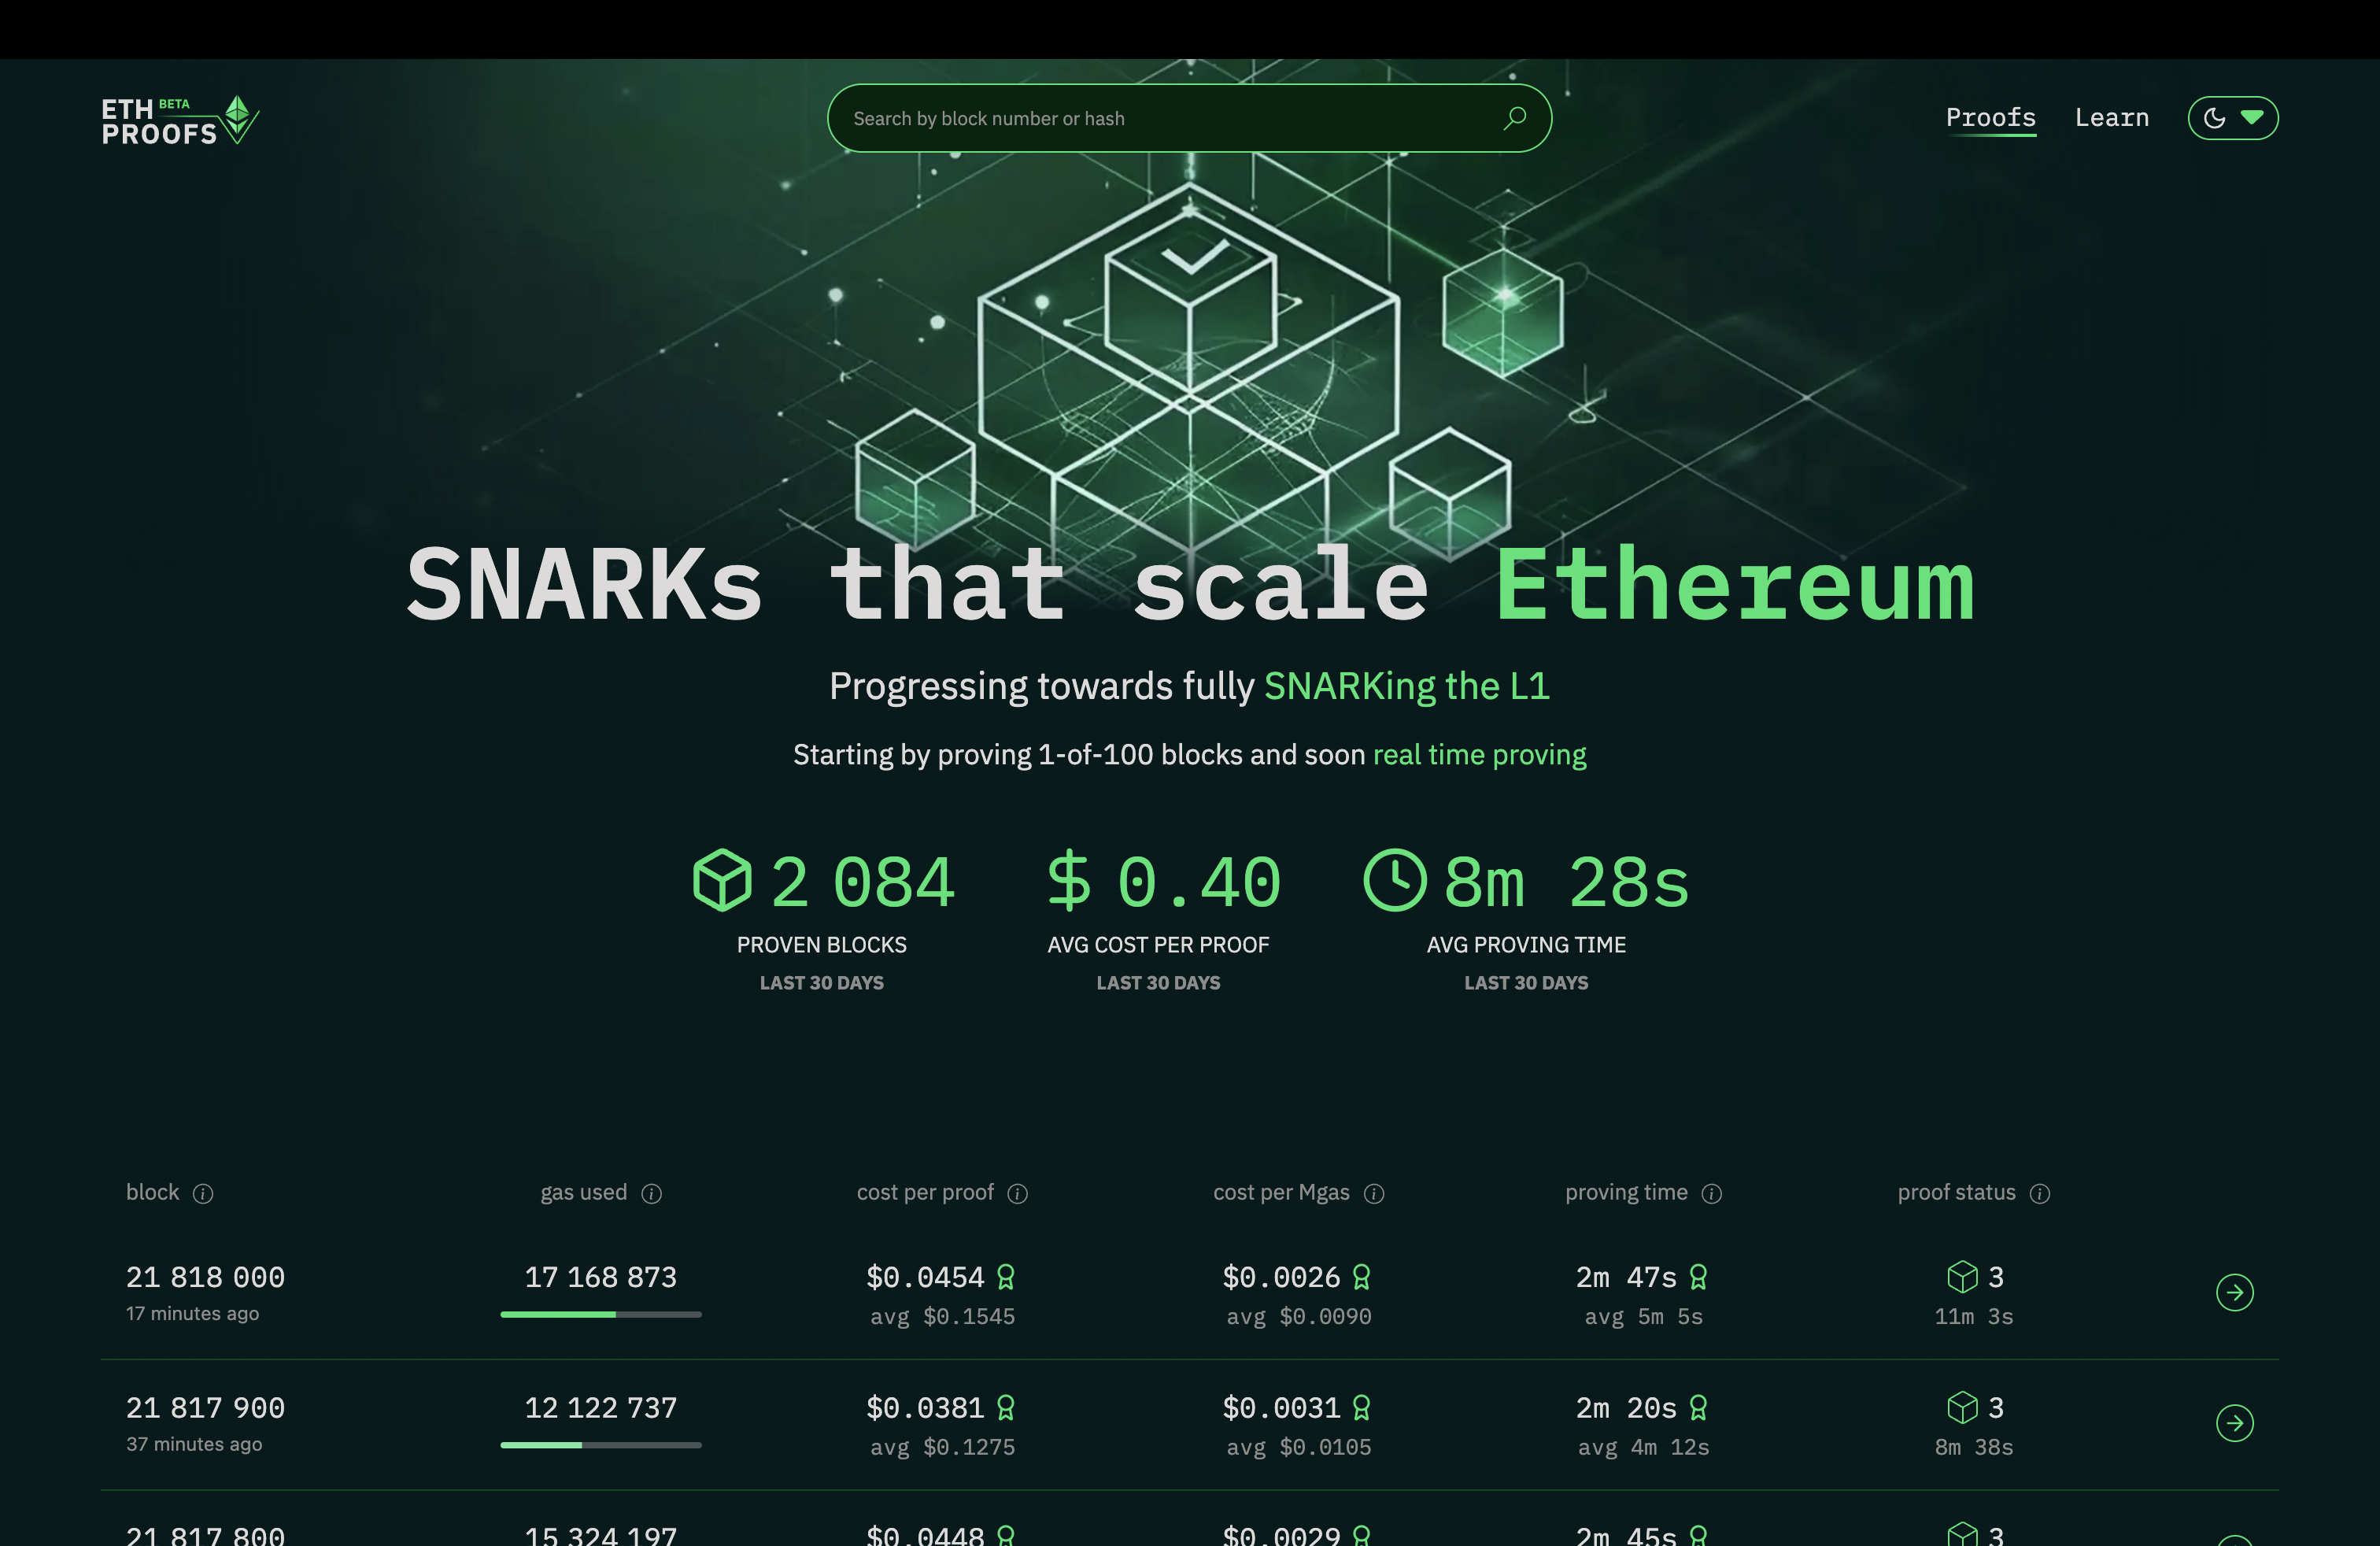 ETH BETA
PROOFS
Search by block number or hash
Proofs
Learn
SNARKs that scale Ethereum
Progressing towards fully SNARKing the L1
Starting by proving 1-of-100 blocks and soon real time proving
2 084
$ 0.40
8m 28s
PROVEN BLOCKS
AVG COST PER PROOF
AVG PROVING TIME
LAST 30 DAYS
LAST 30 DAYS
LAST 30 DAYS
block
gas used
cost per proof
cost per Mgas
proving time
proof status
21 818 000
17 168 873
$0.0454
$0.0026
2m 47s
3
17 minutes ago
avg $0.1545
avg $0.0090
avg 5m 5s
11m 3s
21 817 900
12 122 737
$0.0381
$0.0031
2m 20s
3
37 minutes ago
avg $0.1275
avg $0.0105
avg 4m 12s
8m 38s
21 817 800
15 324 197
$0.0448
$0.0029
2m 45s
3